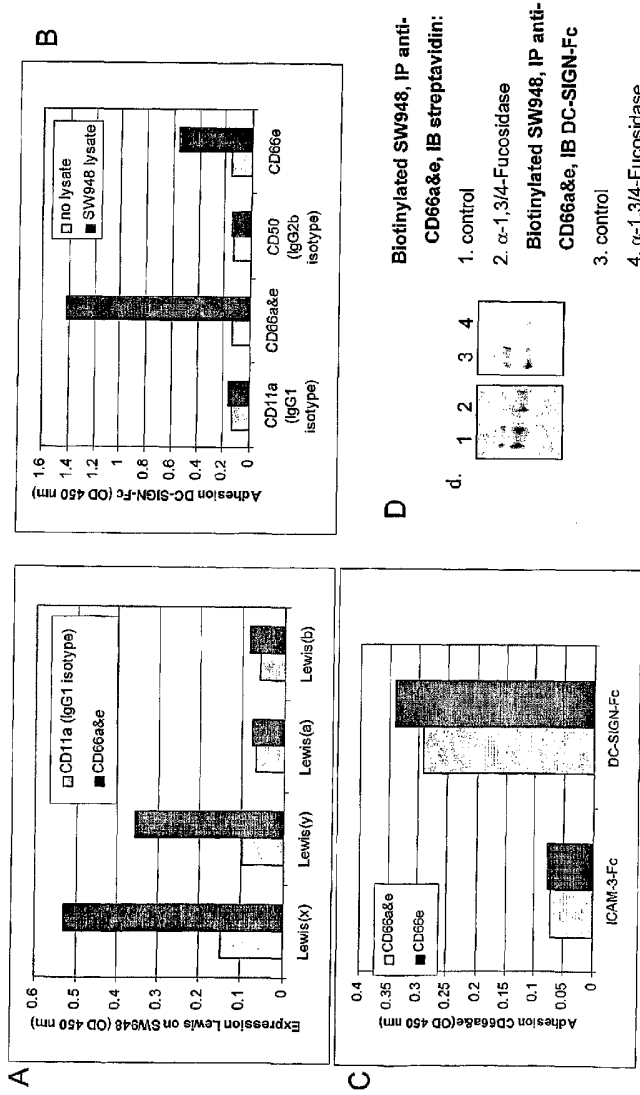 A
0.6
0.5
0.4
0.3
0.2
0.1
0
Expression Lewis on SW948 (OD 450 nm)
CD11a (IgG1 isotype)
CD66a&e
Lewis(x)
Lewis(y)
Lewis(a)
Lewis(b)
B
1.6
1.4
1.2
1
0.8
0.6
0.4
0.2
0
Adhesion DC-SIGN-Fc (OD 450 nm)
no lysate
SW948 lysate
CD11a
(IgG1
isotype)
CD66a&e
CD50
(IgG2b
isotype)
CD66e
C
0.4
0.35
0.3
0.25
0.2
0.15
0.1
0.05
0
Adhesion CD66a&e(OD 450 nm)
CD66a&e
CD66e
ICAM-3-Fc
DC-SIGN-Fc
D
d.
1 2 3 4
Biotinylated SW948, IP anti-
CD66a&e, IB streptavidin:
1. control
2. α-1,3/4-Fucosidase
Biotinylated SW948, IP anti-
CD66a&e, IB DC-SIGN-Fc
3. control
4. α-1,3/4-Fucosidase